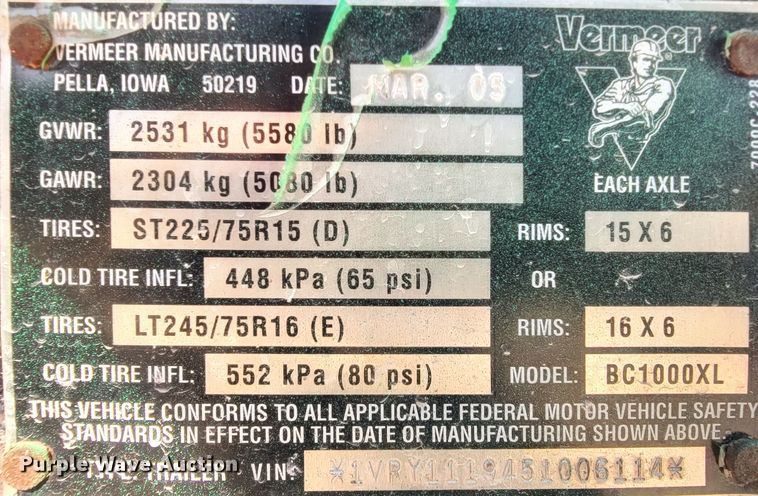 MANUFACTURED BY:
VERMEER MANUFACTURING CO.
PELLA, IOWA 50219 DATE: MAR. 03
Vermeer
GVWR: 2531 kg (5580 lb)
GAWR: 2304 kg (5080 lb) EACH AXLE
TIRES: ST225/75R15 (D) RIMS: 15 X 6
COLD TIRE INFL: 448 kPa (65 psi) OR
TIRES: LT245/75R16 (E) RIMS: 16 X 6
COLD TIRE INFL: 552 kPa (80 psi) MODEL: BC1000XL
THIS VEHICLE CONFORMS TO ALL APPLICABLE FEDERAL MOTOR VEHICLE SAFETY
STANDARDS IN EFFECT ON THE DATE OF MANUFACTURING SHOWN ABOVE.
TYPE: TRAILER VIN: *1VRY1119451006114*
Purple Wave Auction